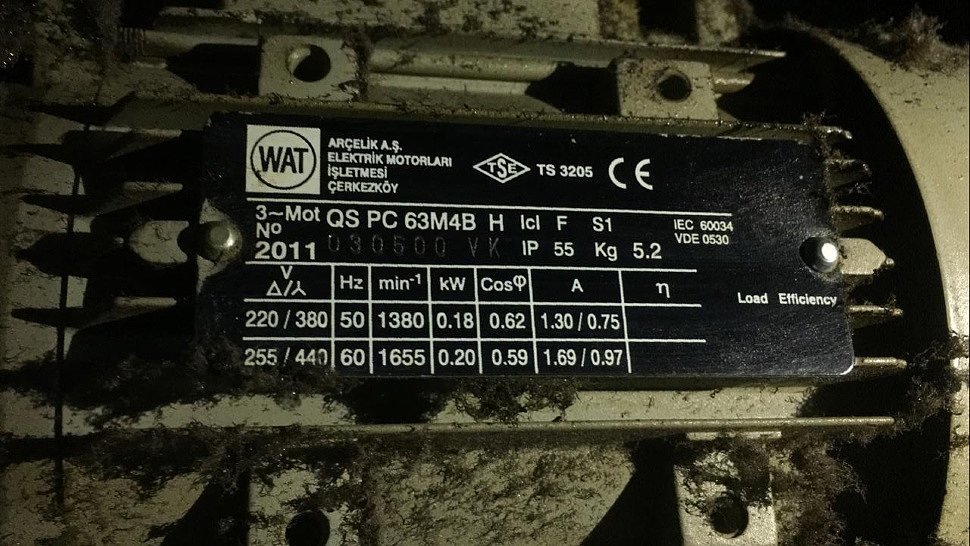 WAT
ARÇELİK A.Ş.
ELEKTRİK MOTORLARI
İŞLETMESİ
ÇERKEZKÖY
TSE TS 3205 CE
3~Mot QS PC 63M4B H Icl F S1
IEC 60034
VDE 0530
No
2011 030500 VK IP 55 Kg 5.2
V Δ/⅄ Hz min⁻¹ kW Cosφ A η
Load Efficiency
220 / 380 50 1380 0.18 0.62 1.30 / 0.75
255 / 440 60 1655 0.20 0.59 1.69 / 0.97